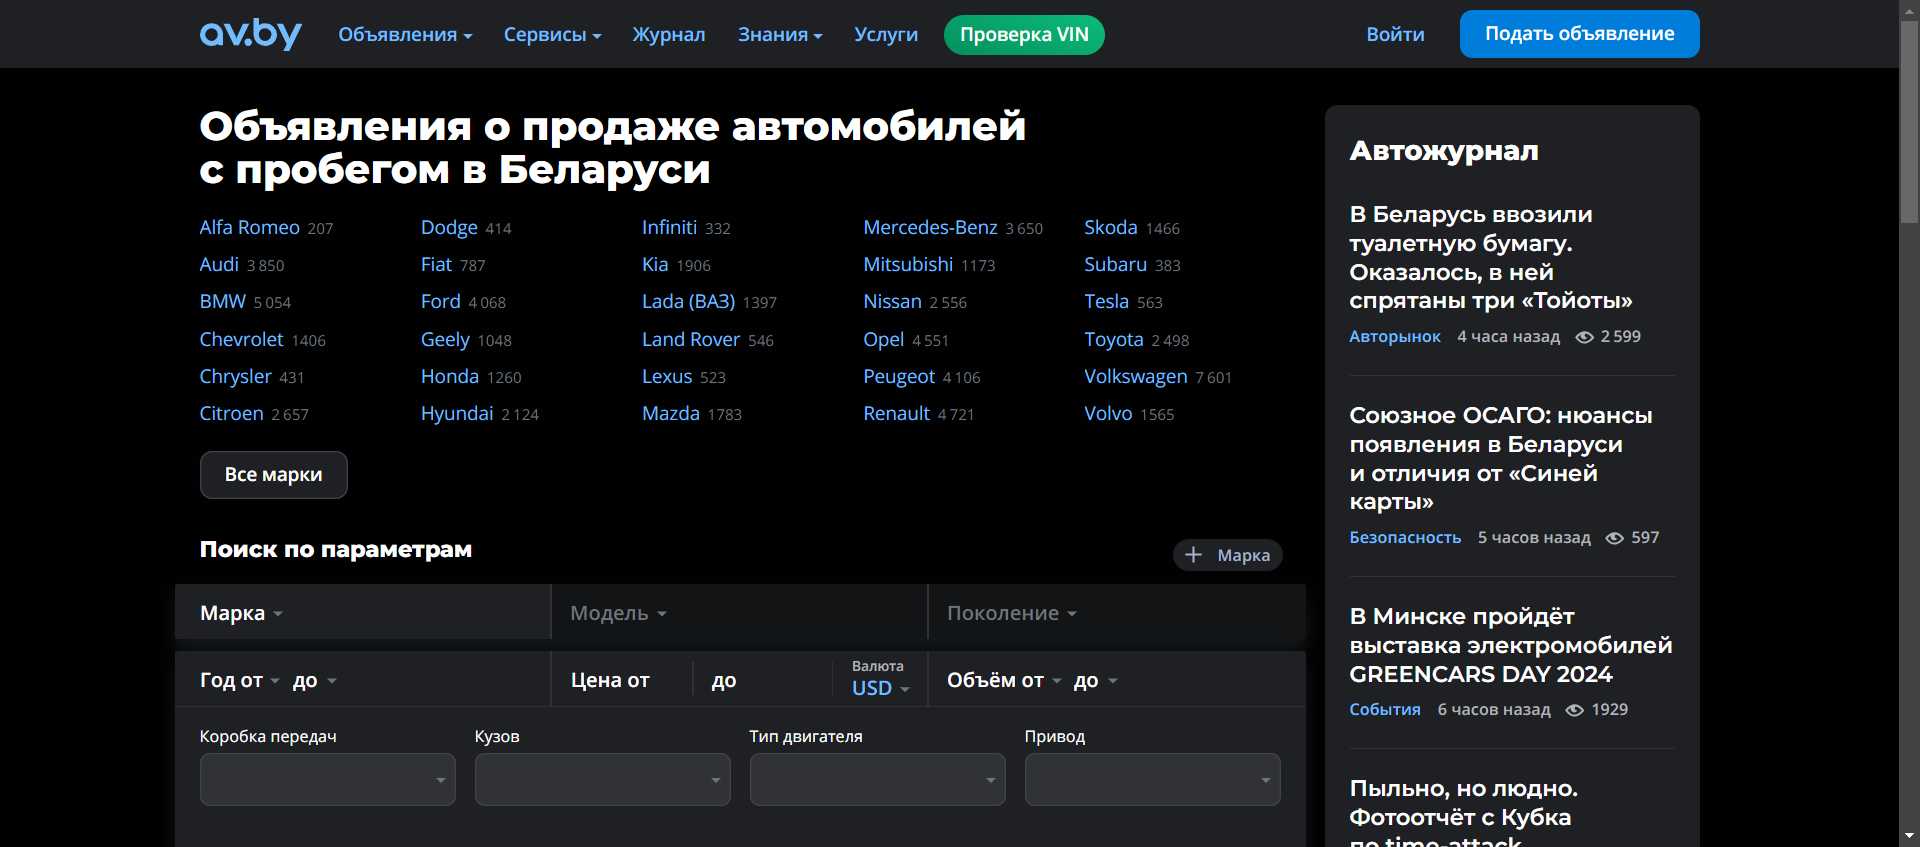 av.by
Объявления
Сервисы
Журнал
Знания
Услуги
Проверка VIN
Войти
Подать объявление
Объявления о продаже автомобилей
с пробегом в Беларуси
Alfa Romeo 207
Dodge 414
Infiniti 332
Mercedes-Benz 3 650
Skoda 1466
Audi 3 850
Fiat 787
Kia 1906
Mitsubishi 1173
Subaru 383
BMW 5 054
Ford 4 068
Lada (ВАЗ) 1397
Nissan 2 556
Tesla 563
Chevrolet 1406
Geely 1048
Land Rover 546
Opel 4 551
Toyota 2 498
Chrysler 431
Honda 1260
Lexus 523
Peugeot 4 106
Volkswagen 7 601
Citroen 2 657
Hyundai 2 124
Mazda 1783
Renault 4 721
Volvo 1565
Все марки
Поиск по параметрам
Марка
Марка
Модель
Поколение
Год от
до
Цена от
до
Валюта
USD
Объём от
до
Коробка передач
Кузов
Тип двигателя
Привод
Автожурнал
В Беларусь ввозили
туалетную бумагу.
Оказалось, в ней
спрятаны три «Тойоты»
Авторынок 4 часа назад 2 599
Союзное ОСАГО: нюансы
появления в Беларуси
и отличия от «Синей
карты»
Безопасность 5 часов назад 597
В Минске пройдёт
выставка электромобилей
GREENCARS DAY 2024
События 6 часов назад 1929
Пыльно, но людно.
Фотоотчёт с Кубка
по time-attack